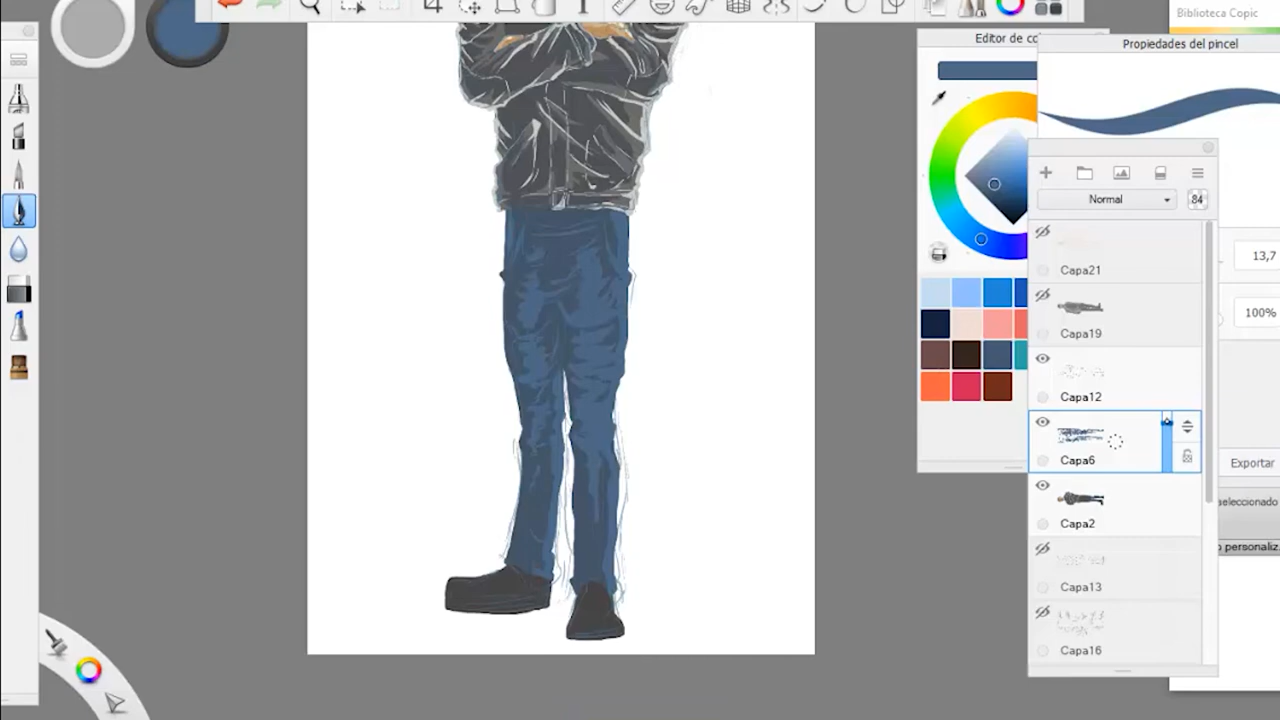 Biblioteca Copic
Editor de co
Propiedades del pincel
Normal
84
Capa21
13,7
Capa19
100%
Capa12
Capa6
Exportar
seleccionado
Capa2
o personaliz
Capa13
Capa16